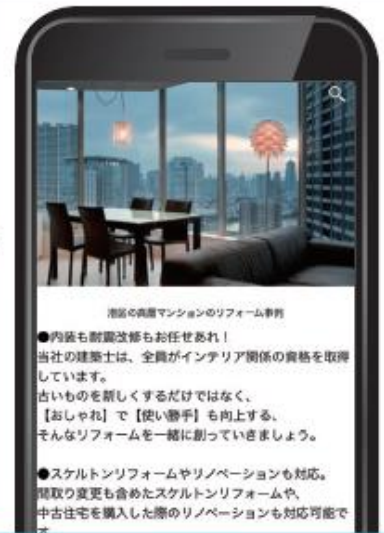 港区の高層マンションのリフォーム事例
●内装も耐震改修もお任せあれ！
当社の建築士は、全員がインテリア関係の資格を取得
しています。
古いものを新しくするだけではなく、
【おしゃれ】で【使い勝手】も向上する、
そんなリフォームを一緒に創っていきましょう。
●スケルトンリフォームやリノベーションも対応。
間取り変更も含めたスケルトンリフォームや、
中古住宅を購入した際のリノベーションも対応可能で
す